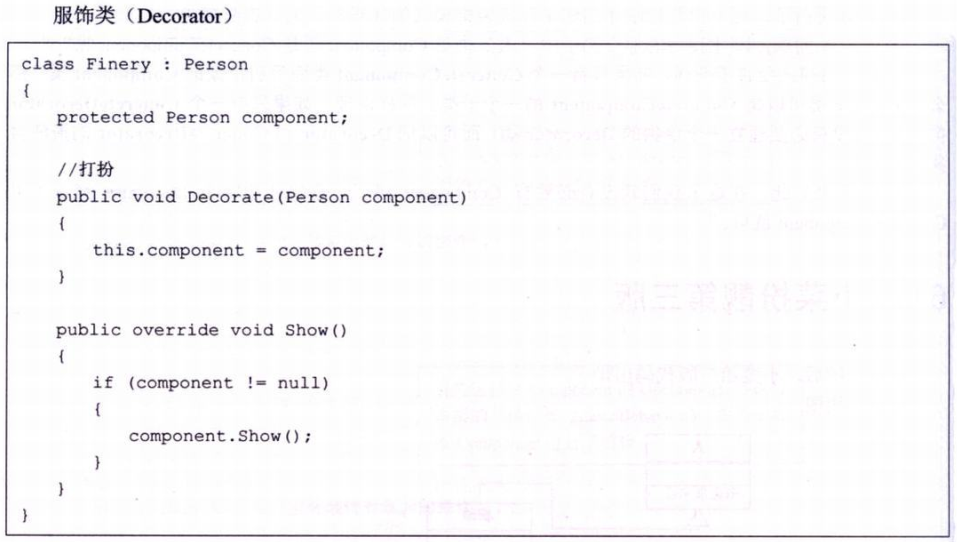 服饰类（Decorator）
class Finery : Person
{
    protected Person component;

    //打扮
    public void Decorate(Person component)
    {
        this.component = component;
    }

    public override void Show()
    {
        if (component != null)
        {
            component.Show();
        }
    }
}